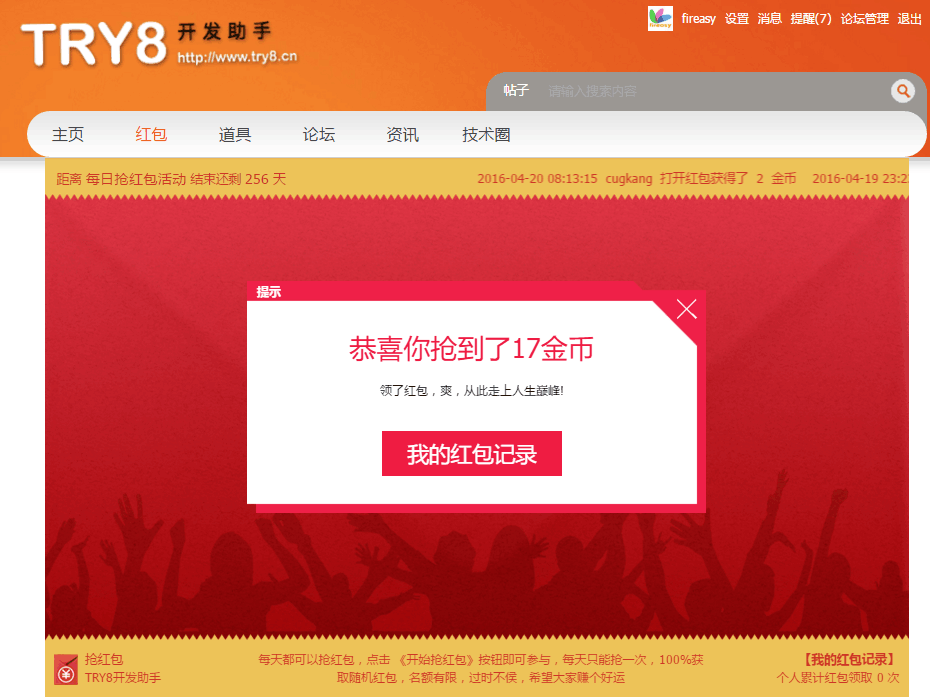 TRY8 开发助手
http://www.try8.cn
fireasy 设置 消息 提醒(7) 论坛管理 退出
帖子 请输入搜索内容
主页 红包 道具 论坛 资讯 技术圈
距离 每日抢红包活动 结束还剩 256 天
2016-04-20 08:13:15 cugkang 打开红包获得了 2 金币 2016-04-19 23:2
提示
恭喜你抢到了17金币
领了红包，爽，从此走上人生巅峰!
我的红包记录
抢红包
TRY8开发助手
每天都可以抢红包，点击 《开始抢红包》按钮即可参与，每天只能抢一次，100%获
取随机红包，名额有限，过时不侯，希望大家赚个好运
【我的红包记录】
个人累计红包领取 0 次